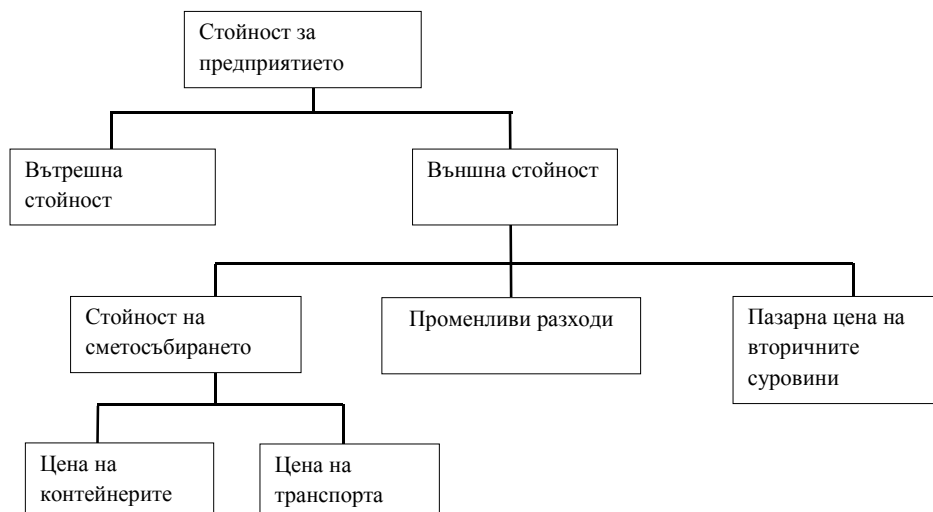 Стойност за
предприятието
Вътрешна
стойност
Външна стойност
Стойност на
сметосъбирането
Променливи разходи
Пазарна цена на
вторичните
суровини
Цена на
контейнерите
Цена на
транспорта